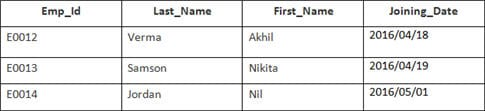 Emp_Id Last_Name First_Name Joining_Date
E0012 Verma Akhil 2016/04/18
E0013 Samson Nikita 2016/04/19
E0014 Jordan Nil 2016/05/01